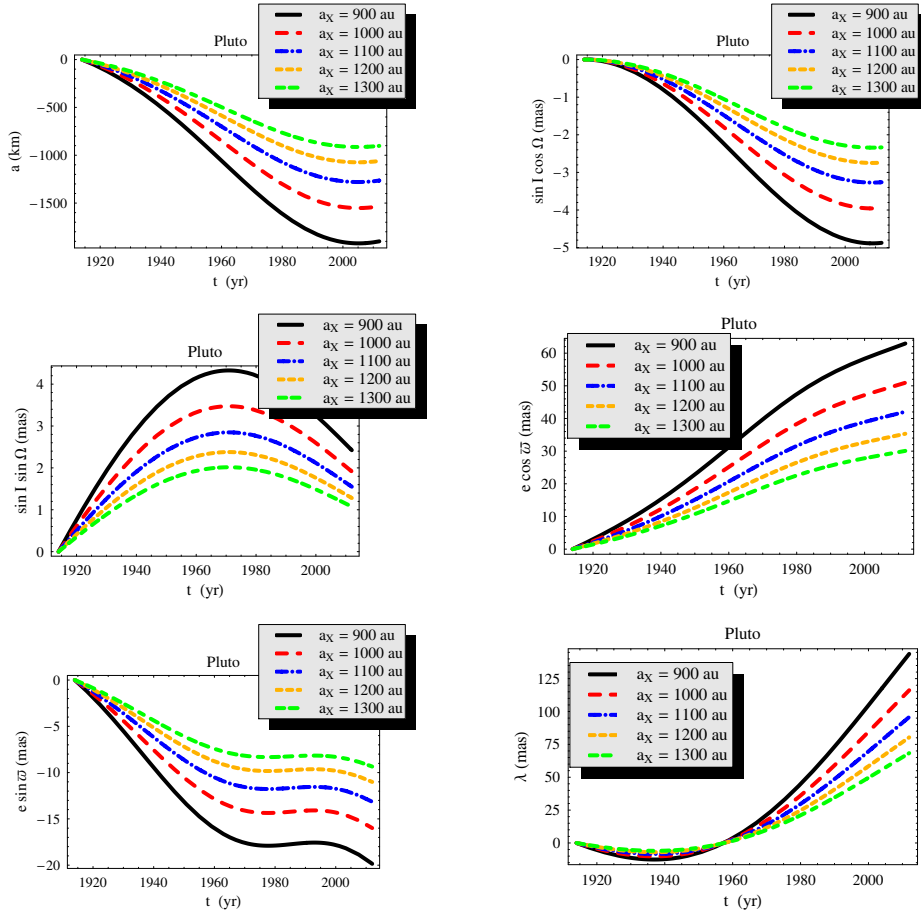 Pluto
a_X = 900 au
a_X = 1000 au
a_X = 1100 au
a_X = 1200 au
a_X = 1300 au
0
−500
−1000
−1500
a (km)
1920 1940 1960 1980 2000
t (yr)
Pluto
a_X = 900 au
a_X = 1000 au
a_X = 1100 au
a_X = 1200 au
a_X = 1300 au
0
−1
−2
−3
−4
−5
sin I cos Ω (mas)
1920 1940 1960 1980 2000
t (yr)
Pluto
a_X = 900 au
a_X = 1000 au
a_X = 1100 au
a_X = 1200 au
a_X = 1300 au
4
3
2
1
0
sin I sin Ω (mas)
1920 1940 1960 1980 2000
t (yr)
Pluto
a_X = 900 au
a_X = 1000 au
a_X = 1100 au
a_X = 1200 au
a_X = 1300 au
60
50
40
30
20
10
0
e cos ϖ (mas)
1920 1940 1960 1980 2000
t (yr)
Pluto
a_X = 900 au
a_X = 1000 au
a_X = 1100 au
a_X = 1200 au
a_X = 1300 au
0
−5
−10
−15
−20
e sin ϖ (mas)
1920 1940 1960 1980 2000
t (yr)
Pluto
a_X = 900 au
a_X = 1000 au
a_X = 1100 au
a_X = 1200 au
a_X = 1300 au
125
100
75
50
25
0
λ (mas)
1920 1940 1960 1980 2000
t (yr)